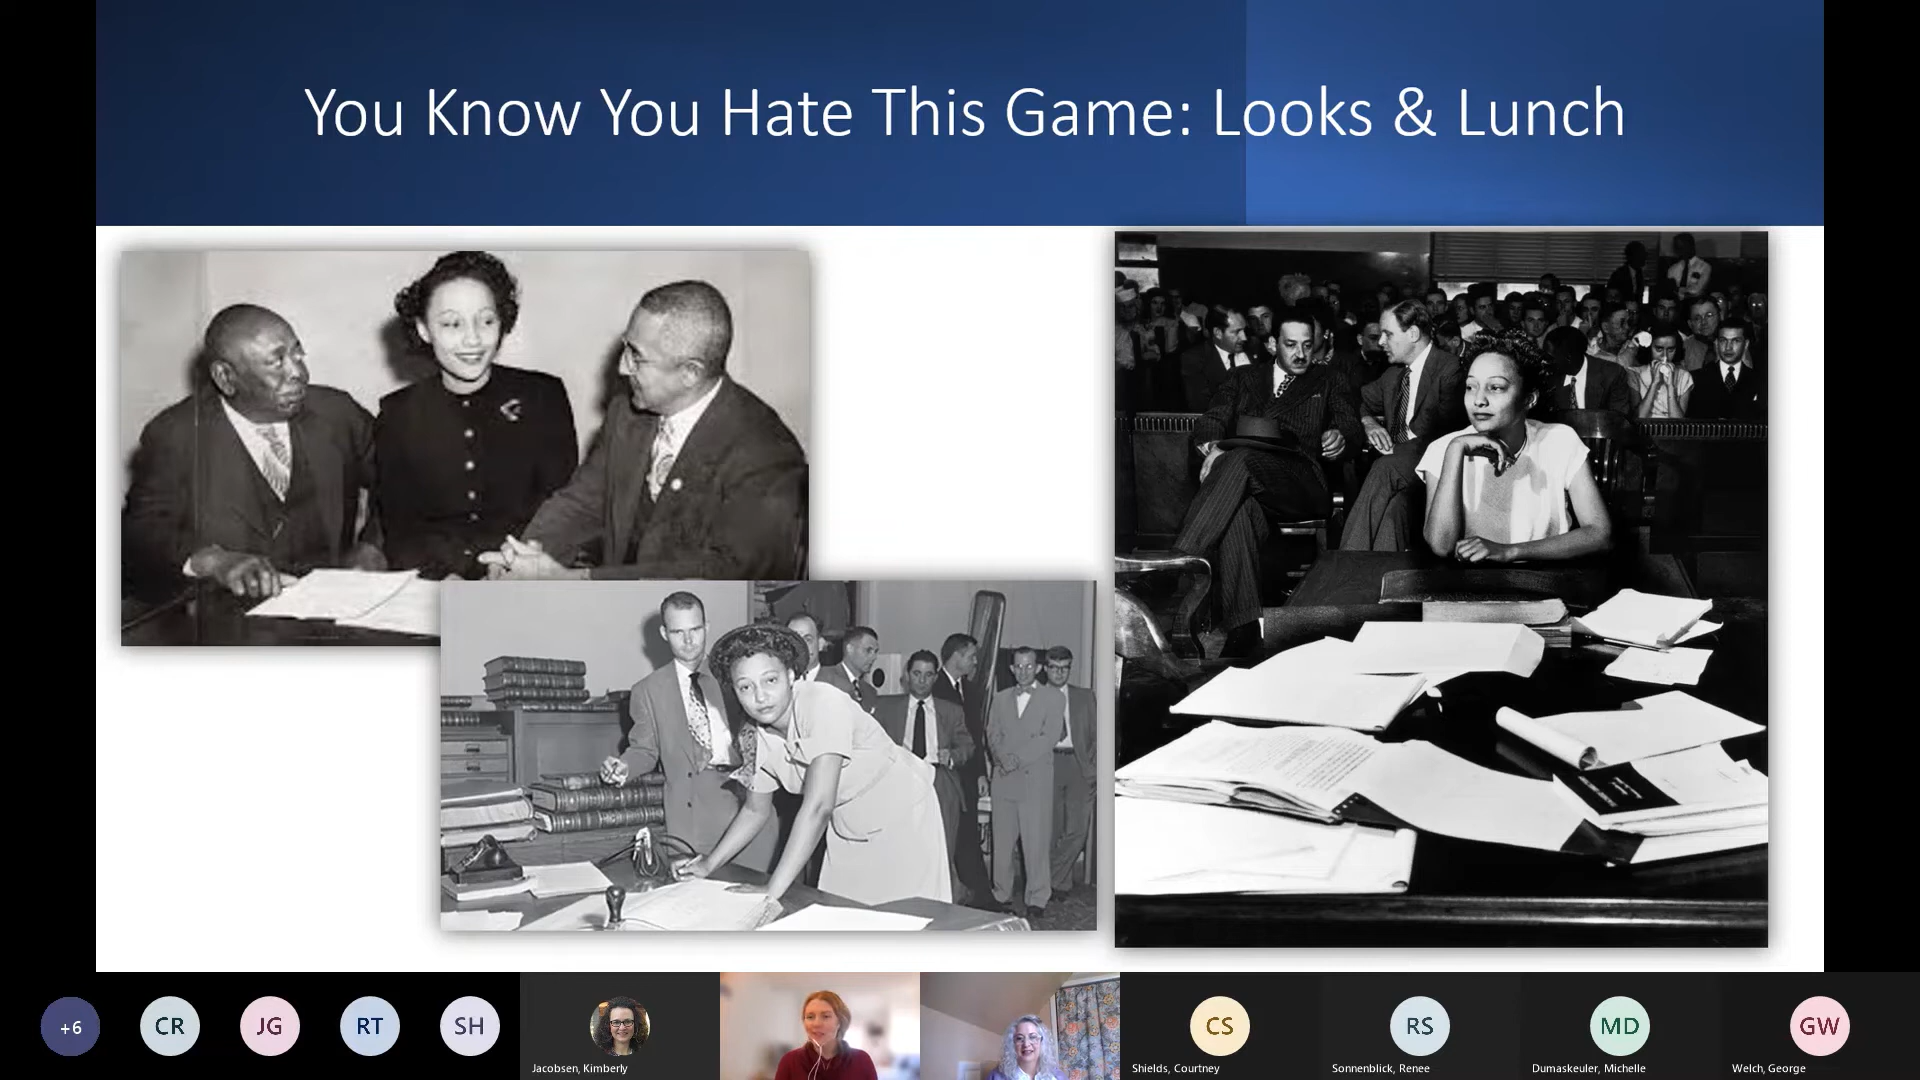 You Know You Hate This Game: Looks & Lunch
+6
CR
JG
RT
SH
Jacobsen, Kimberly
CS
Shields, Courtney
RS
Sonnenblick, Renee
MD
Dumaskeuler, Michelle
GW
Welch, George